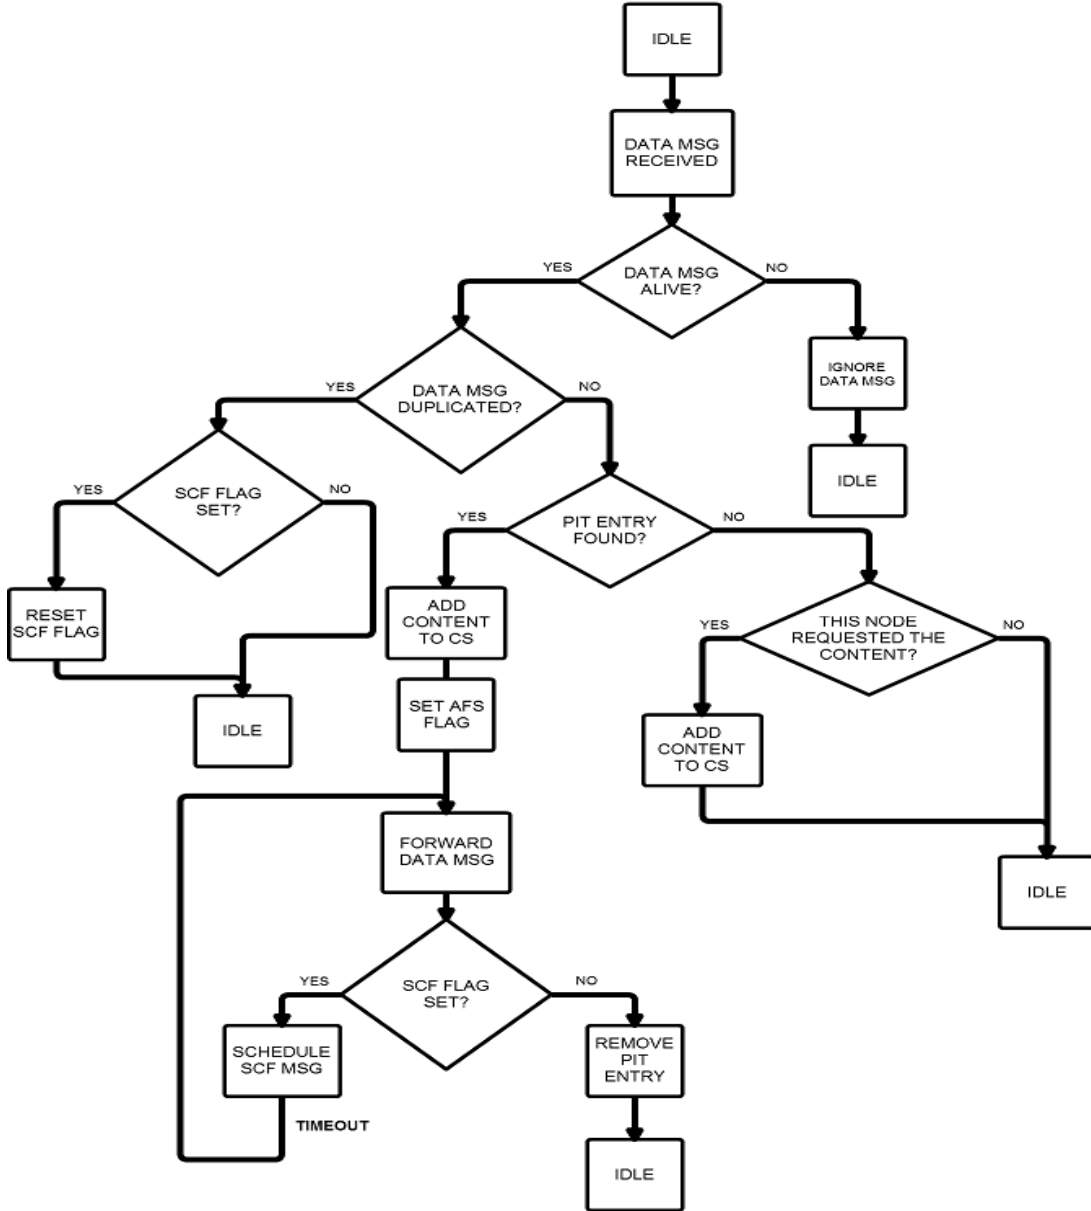 IDLE
DATA MSG
RECEIVED
YES
DATA MSG
ALIVE?
NO
YES
DATA MSG
DUPLICATED?
NO
IGNORE
DATA MSG
IDLE
YES
SCF FLAG
SET?
NO
YES
PIT ENTRY
FOUND?
NO
RESET
SCF FLAG
ADD
CONTENT
TO CS
YES
THIS NODE
REQUESTED THE
CONTENT?
NO
IDLE
SET AFS
FLAG
ADD
CONTENT
TO CS
FORWARD
DATA MSG
IDLE
YES
SCF FLAG
SET?
NO
SCHEDULE
SCF MSG
REMOVE
PIT
ENTRY
TIMEOUT
IDLE